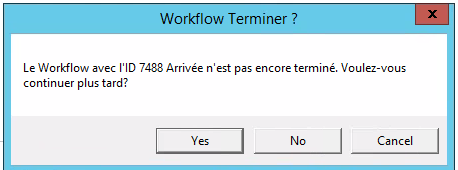 Workflow Terminer ?
x
Le Workflow avec l'ID 7488 Arrivée n'est pas encore terminé. Voulez-vous
continuer plus tard?
Yes
No
Cancel